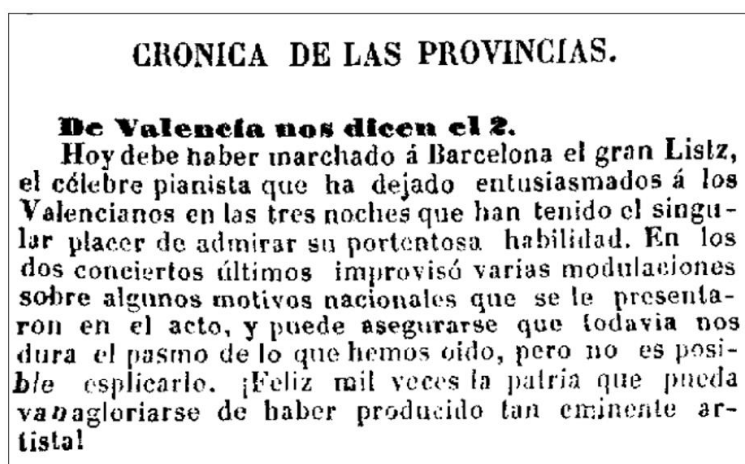 CRONICA DE LAS PROVINCIAS.
De Valencia nos dicen el 2.
Hoy debe haber marchado á Barcelona el gran Listz,
el célebre pianista que ha dejado entusiasmados á los
Valencianos en las tres noches que han tenido el singu-
lar placer de admirar su portentosa habilidad. En los
dos conciertos últimos improvisó varias modulaciones
sobre algunos motivos nacionales que se le presenta-
ron en el acto, y puede asegurarse que todavia nos
dura el pasmo de lo que hemos oido, pero no es posi-
ble esplicarlo. ¡Feliz mil veces la patria que pueda
vanagloriarse de haber producido tan eminente ar-
tista!